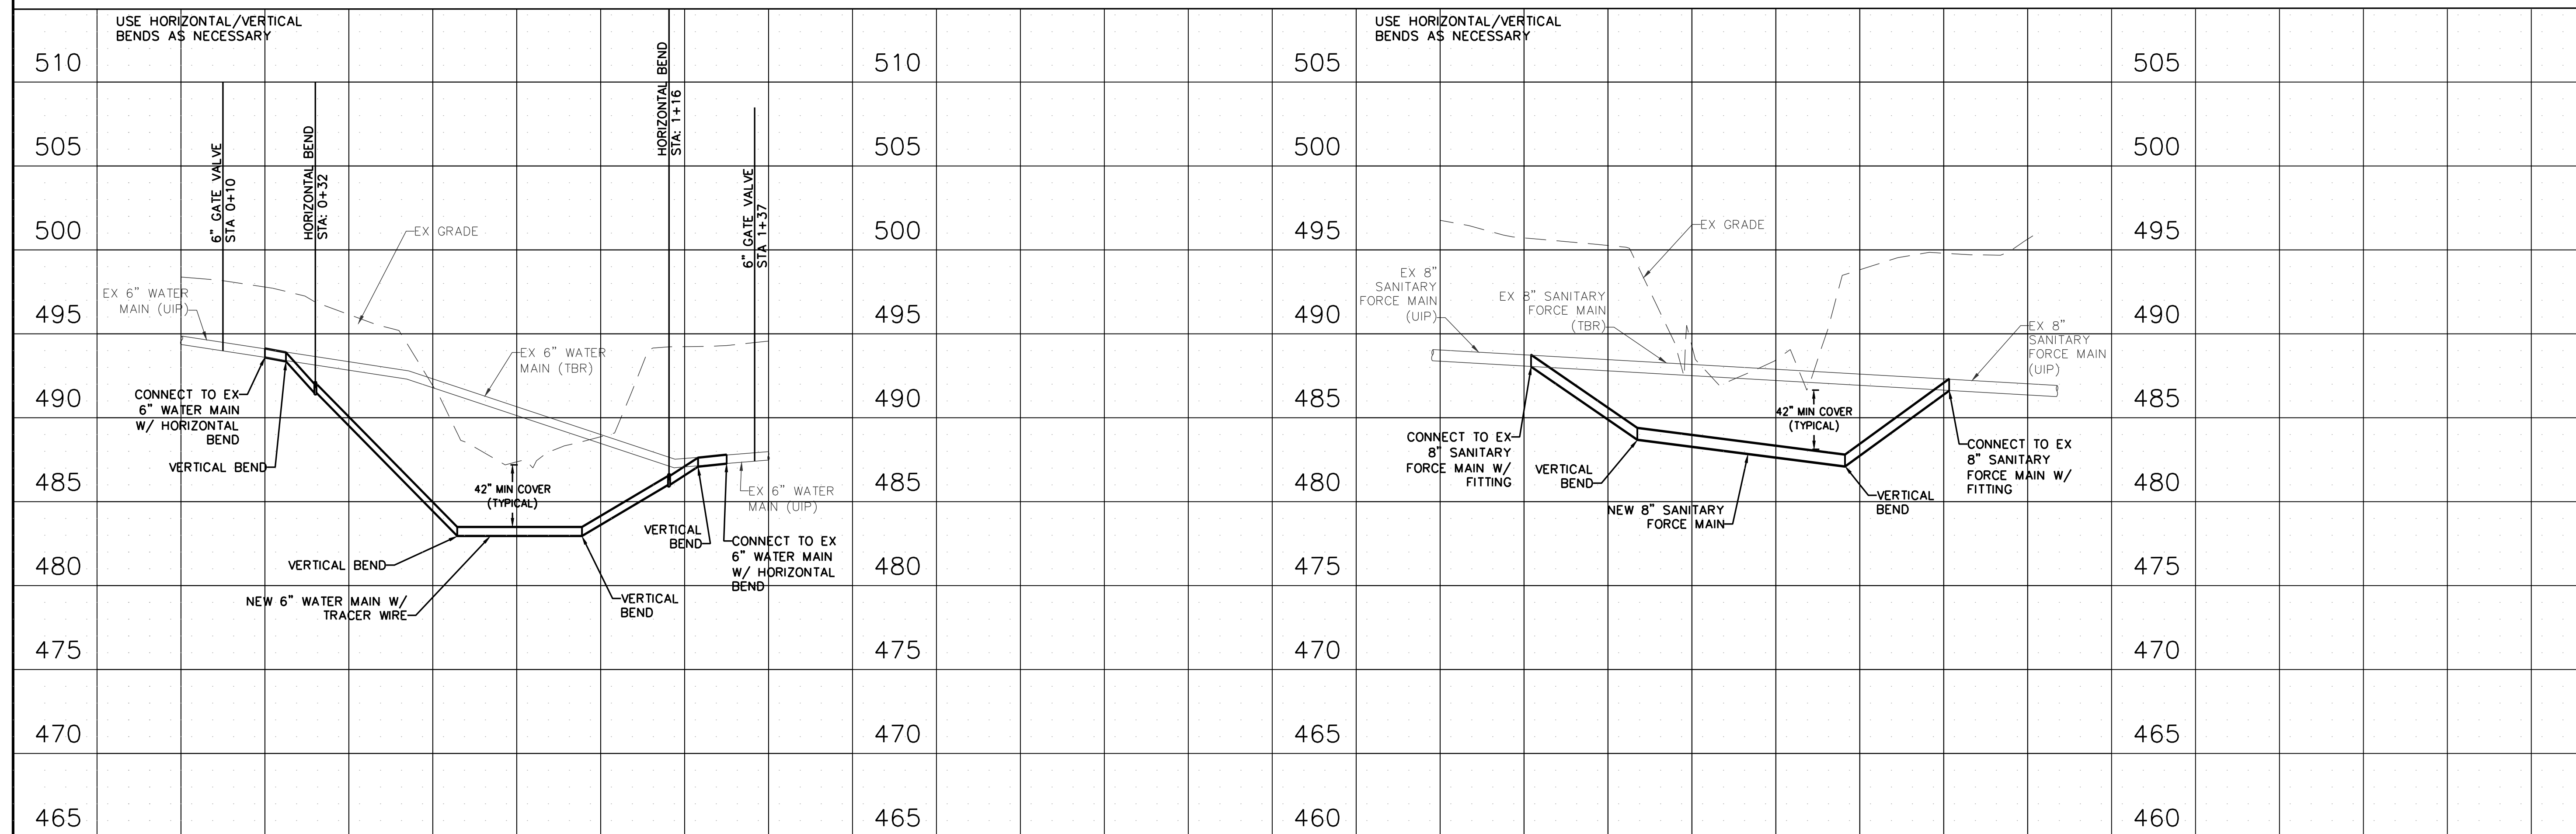 USE HORIZONTAL/VERTICAL
BENDS AS NECESSARY
510
505
500
495
490
485
480
475
470
465
6" GATE VALVE
STA 0+10
HORIZONTAL BEND
STA: 0+32
HORIZONTAL BEND
STA: 1+16
6" GATE VALVE
STA 1+37
EX GRADE
EX 6" WATER
MAIN (UIP)
EX 6" WATER
MAIN (TBR)
CONNECT TO EX
6" WATER MAIN
W/ HORIZONTAL
BEND
VERTICAL BEND
42" MIN COVER
(TYPICAL)
EX 6" WATER
MAIN (UIP)
VERTICAL
BEND
CONNECT TO EX
6" WATER MAIN
W/ HORIZONTAL
BEND
VERTICAL BEND
NEW 6" WATER MAIN W/
TRACER WIRE
VERTICAL
BEND
510
505
500
495
490
485
480
475
470
465
USE HORIZONTAL/VERTICAL
BENDS AS NECESSARY
505
500
495
490
485
480
475
470
465
460
EX GRADE
EX 8"
SANITARY
FORCE MAIN
(UIP)
EX 8" SANITARY
FORCE MAIN
(TBR)
EX 8"
SANITARY
FORCE MAIN
(UIP)
42" MIN COVER
(TYPICAL)
CONNECT TO EX
8" SANITARY
FORCE MAIN W/
FITTING
VERTICAL
BEND
NEW 8" SANITARY
FORCE MAIN
CONNECT TO EX
8" SANITARY
FORCE MAIN W/
FITTING
VERTICAL
BEND
505
500
495
490
485
480
475
470
465
460